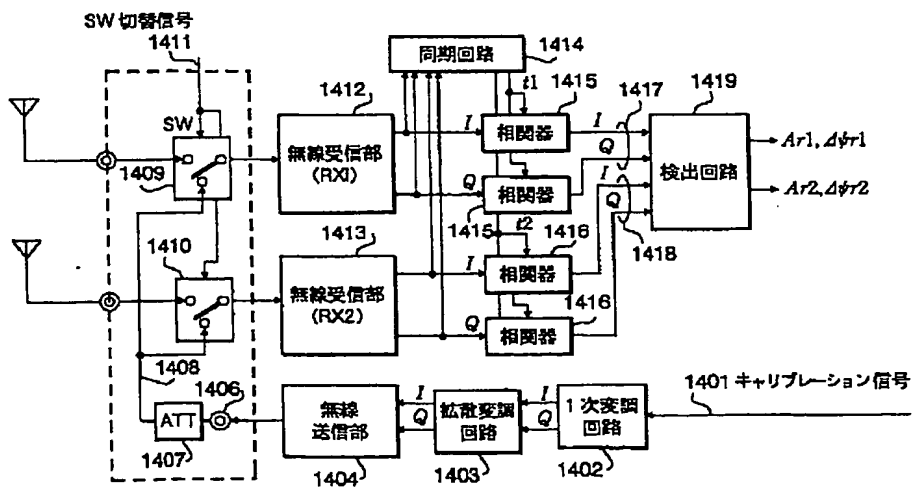 SW 切替信号
1411
同期回路
1414
t1
1415
1417
1419
1412
SW
無線受信部
(RX1)
I
Q
相関器
I
Q
I
Q
検出回路
Ar1,Δψr1
Ar2,Δψr2
1409
相関器
1415
t2
1416
1418
1410
1413
無線受信部
(RX2)
I
Q
相関器
1416
相関器
1408
1406
ATT
1407
無線
送信部
1404
I
Q
拡散変調
回路
1403
I
Q
1次変調
回路
1402
1401 キャリブレーション信号